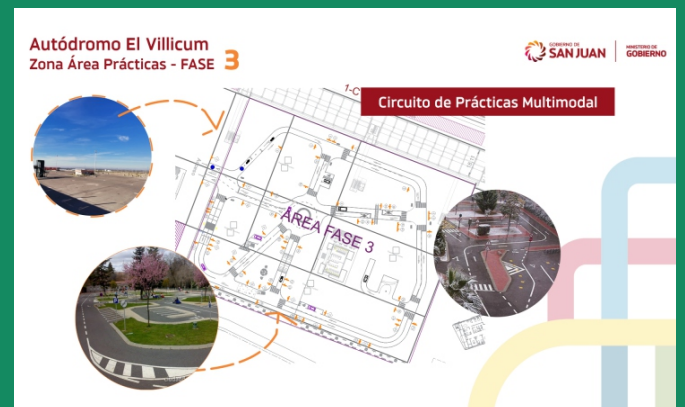 Autódromo El Villicum
Zona Área Prácticas - FASE 3
GOBIERNO DE
SAN JUAN
MINISTERIO DE
GOBIERNO
Circuito de Prácticas Multimodal
1-C
ÁREA FASE 3